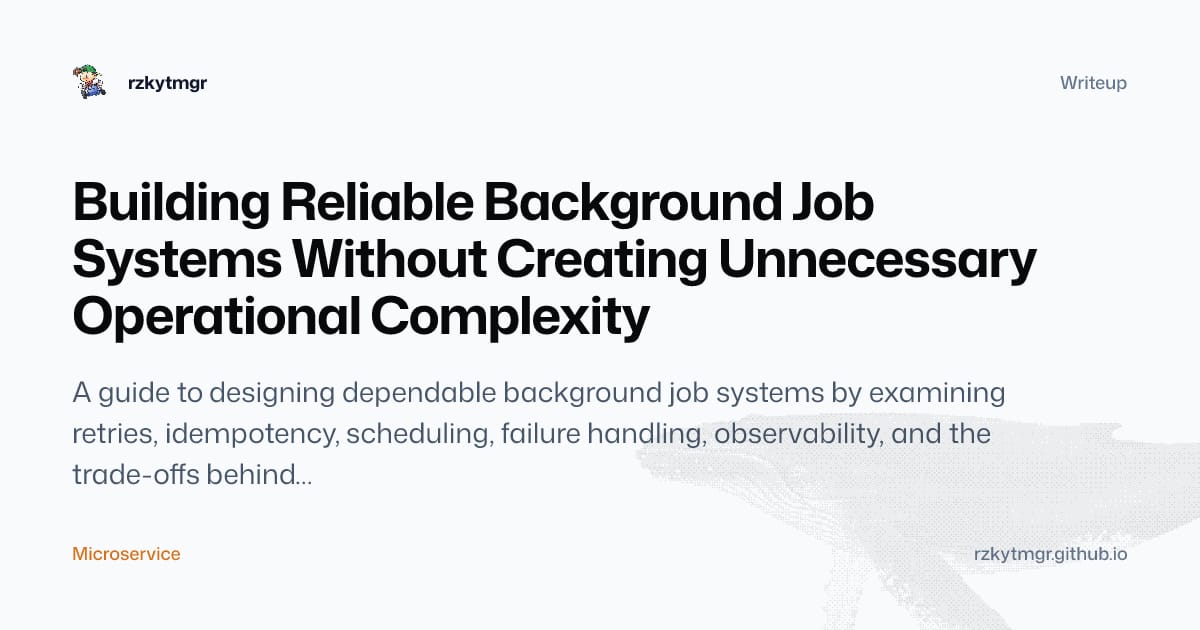 rzkytmgr
Writeup
Building Reliable Background Job
Systems Without Creating Unnecessary
Operational Complexity
A guide to designing dependable background job systems by examining
retries, idempotency, scheduling, failure handling, observability, and the
trade-offs behind...
Microservice
rzkytmgr.github.io